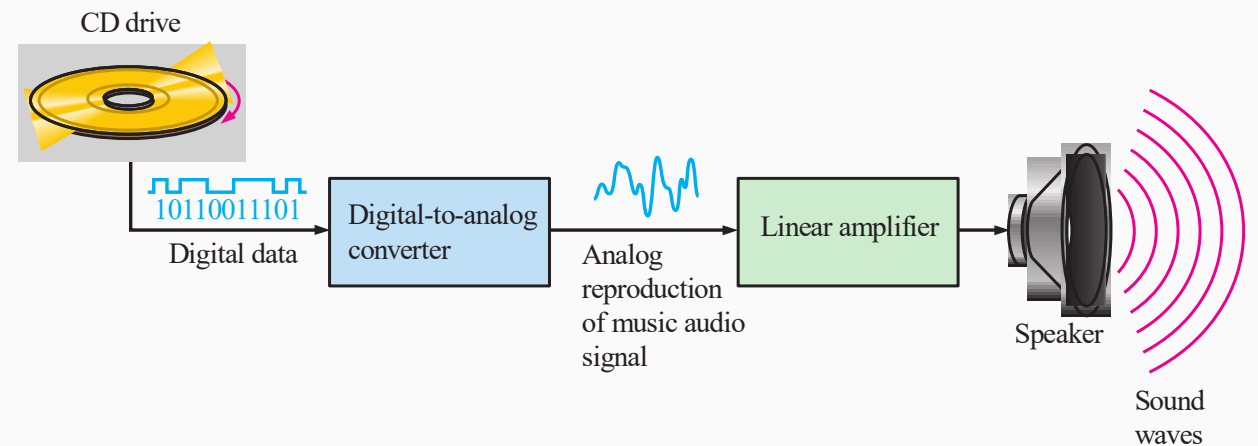 CD drive
10110011101
Digital data
Digital-to-analog
converter
Analog
reproduction
of music audio
signal
Linear amplifier
Speaker
Sound
waves